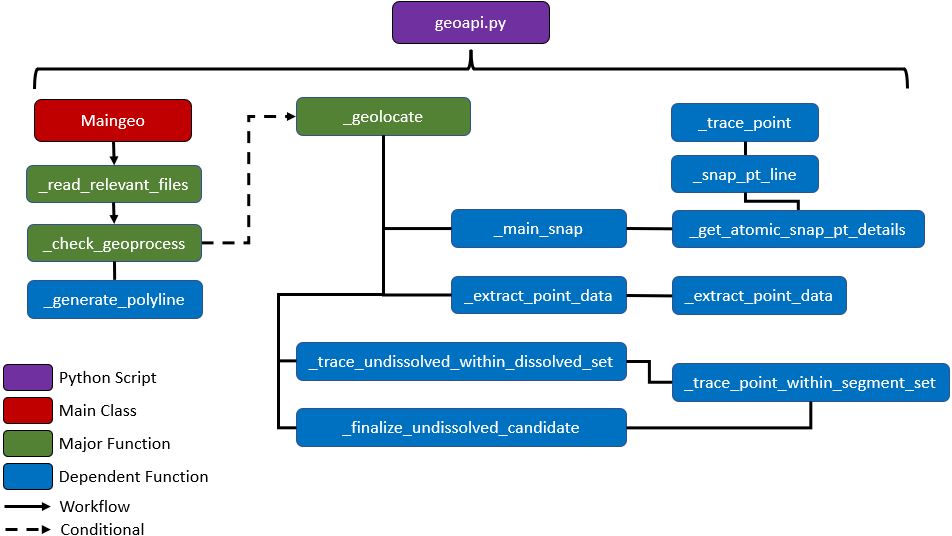 geoapi.py
Maingeo
_geolocate
_trace_point
_read_relevant_files
_snap_pt_line
_check_geoprocess
_main_snap
_get_atomic_snap_pt_details
_generate_polyline
_extract_point_data
_extract_point_data
_trace_undissolved_within_dissolved_set
_trace_point_within_segment_set
_finalize_undissolved_candidate
Python Script
Main Class
Major Function
Dependent Function
Workflow
Conditional